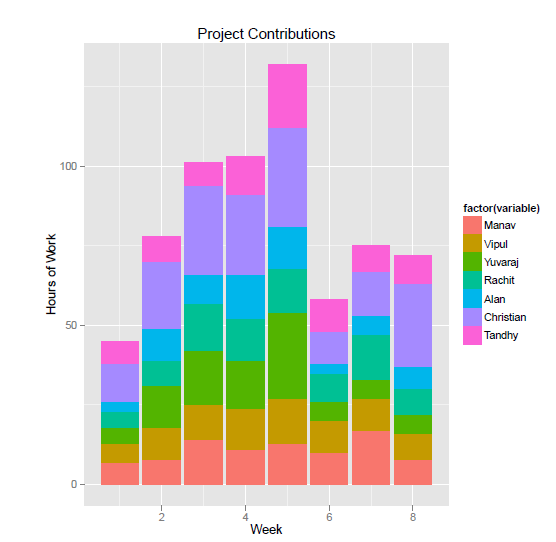 Project Contributions
Hours of Work
100
50
0
2 4 6 8
Week
factor(variable)
Manav
Vipul
Yuvaraj
Rachit
Alan
Christian
Tandhy